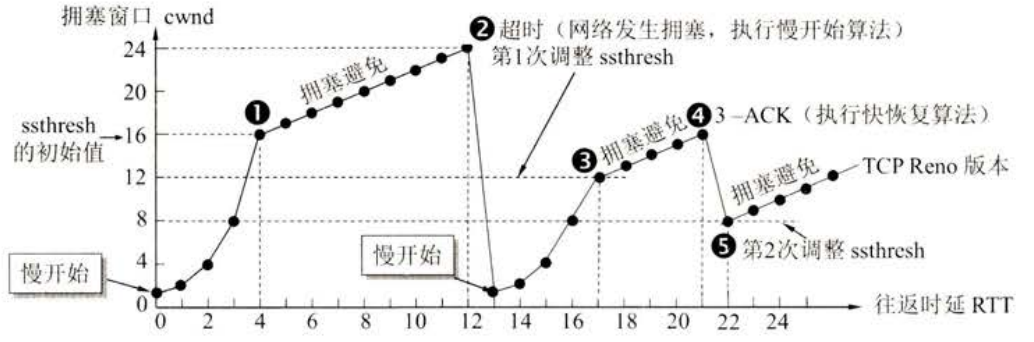 拥塞窗口 cwnd
❷ 超时（网络发生拥塞，执行慢开始算法）
第1次调整 ssthresh
24
20
16
12
8
4
0
ssthresh
的初始值
❶
拥塞避免
❸
拥塞避免
❹ 3–ACK（执行快恢复算法）
拥塞避免
TCP Reno 版本
❺ 第2次调整 ssthresh
慢开始
慢开始
0 2 4 6 8 10 12 14 16 18 20 22 24
往返时延 RTT